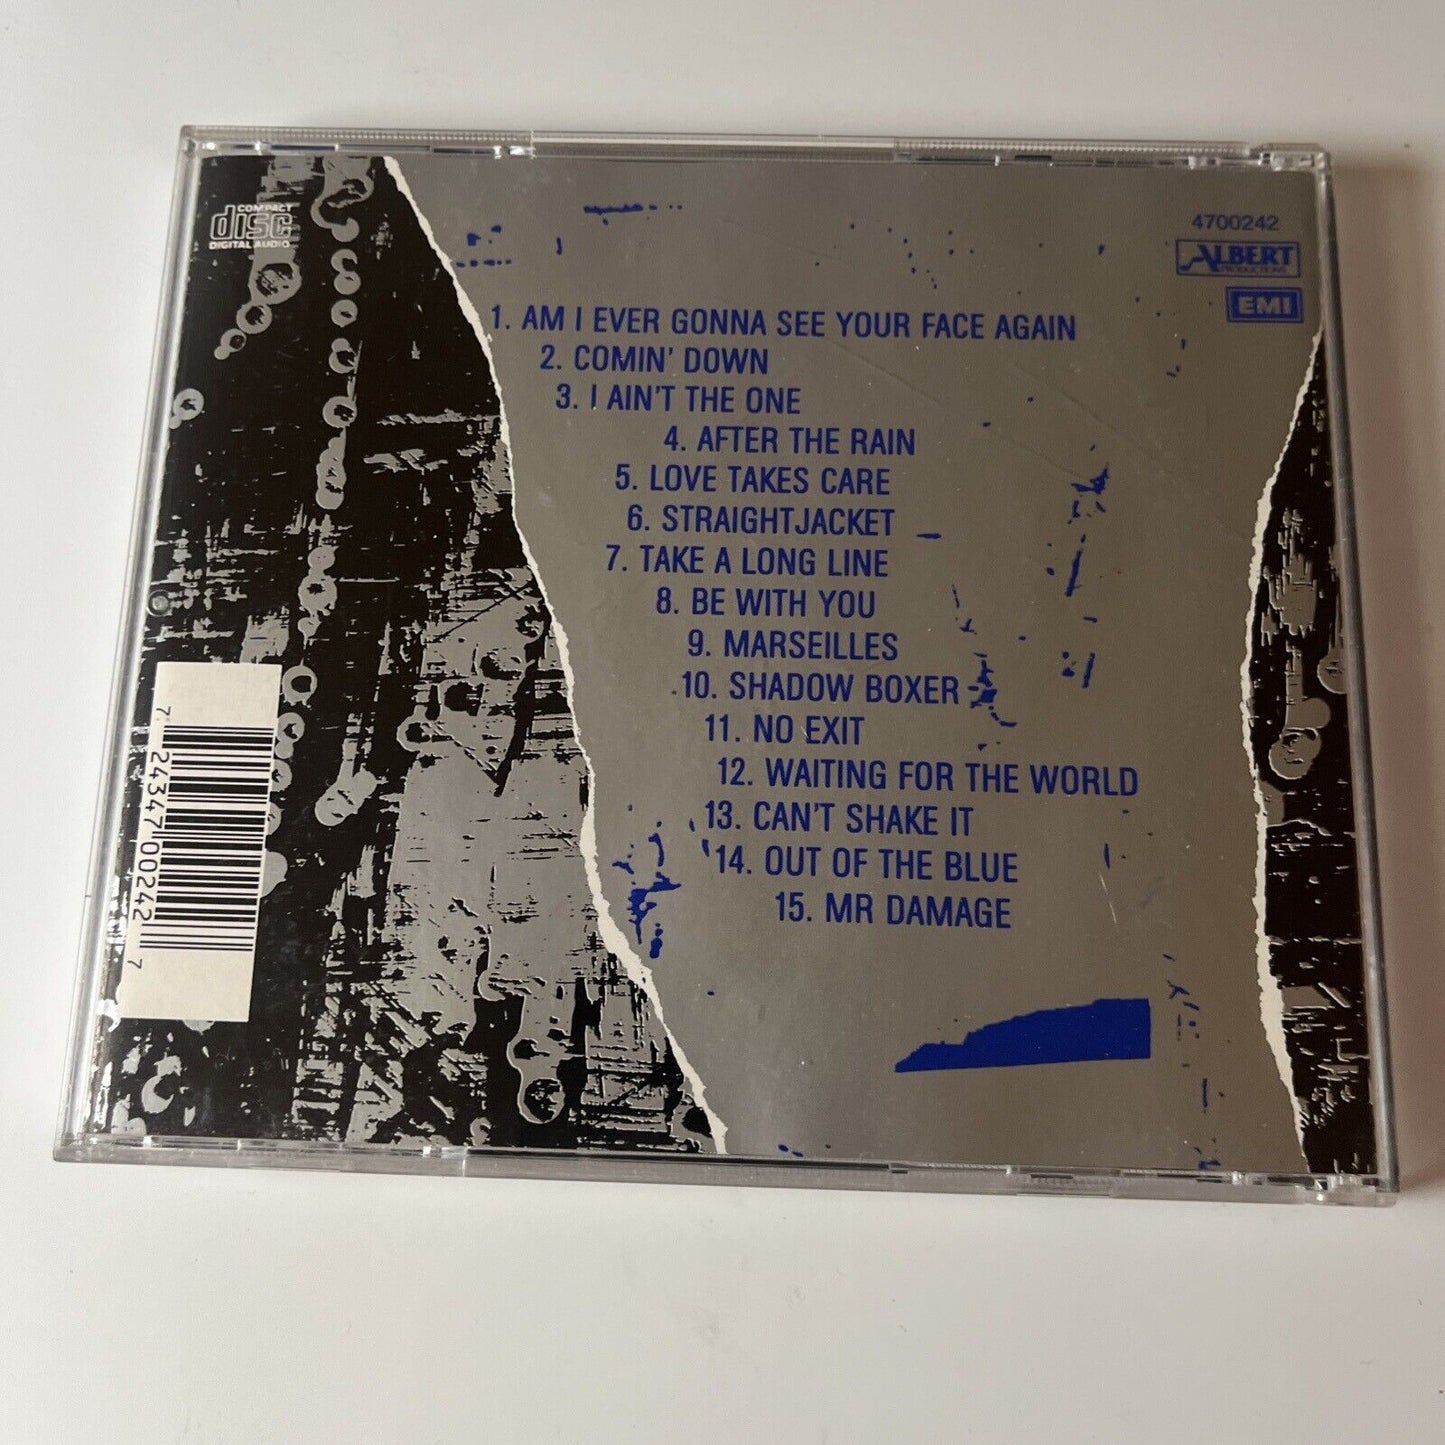 COMPACT
disc
DIGITAL AUDIO
4700242
ALBERT
PRODUCTIONS
EMI
1. AM I EVER GONNA SEE YOUR FACE AGAIN
2. COMIN' DOWN
3. I AIN'T THE ONE
4. AFTER THE RAIN
5. LOVE TAKES CARE
6. STRAIGHTJACKET
7. TAKE A LONG LINE
8. BE WITH YOU
9. MARSEILLES
10. SHADOW BOXER
11. NO EXIT
12. WAITING FOR THE WORLD
13. CAN'T SHAKE IT
14. OUT OF THE BLUE
15. MR DAMAGE
7 24347 00242 7